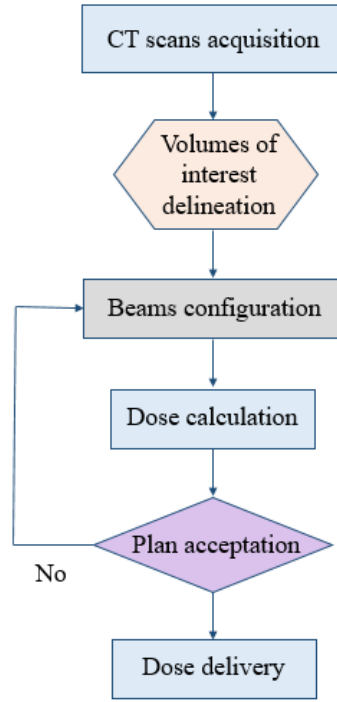 CT scans acquisition
Volumes of
interest
delineation
Beams configuration
Dose calculation
Plan acceptation
No
Dose delivery